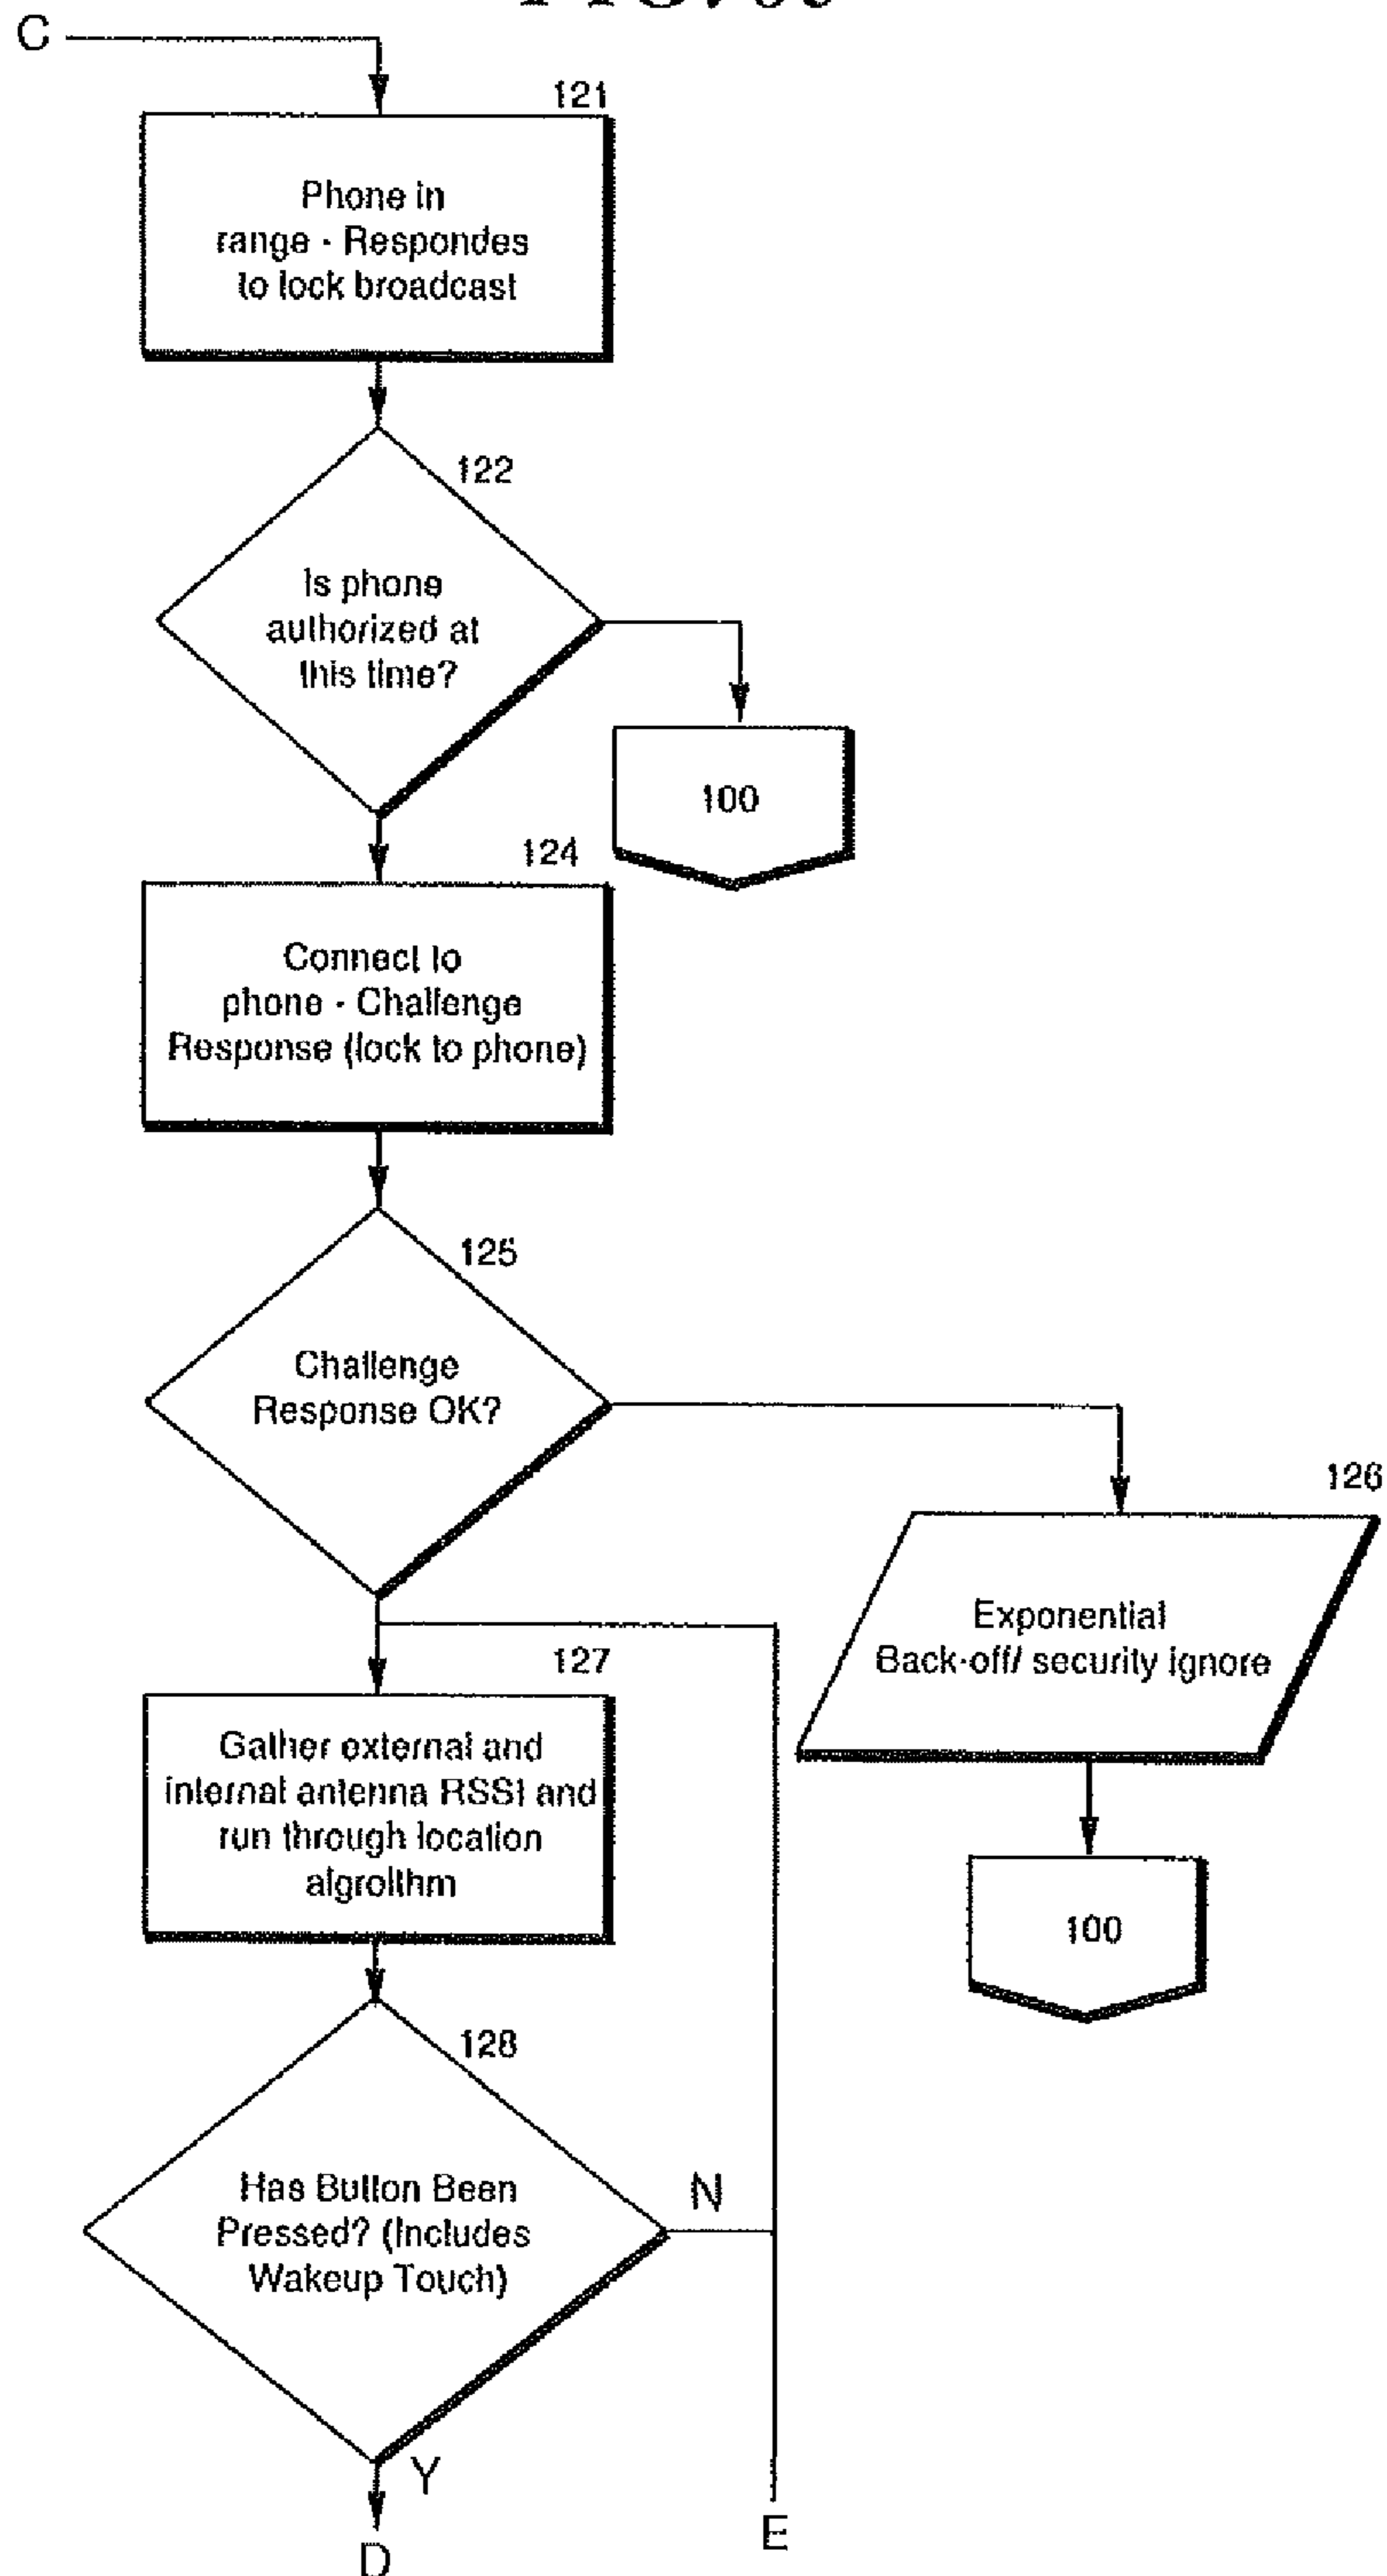 C
121
Phone in
range - Respondes
to lock broadcast
122
Is phone
authorized at
this time?
100
124
Connect to
phone - Challenge
Response (lock to phone)
125
Challenge
Response OK?
126
Exponential
Back-off/ security ignore
127
Gather external and
internal antenna RSSI and
run through location
algroithm
100
128
Has Button Been
Pressed? (Includes
Wakeup Touch)
N
Y
D
E